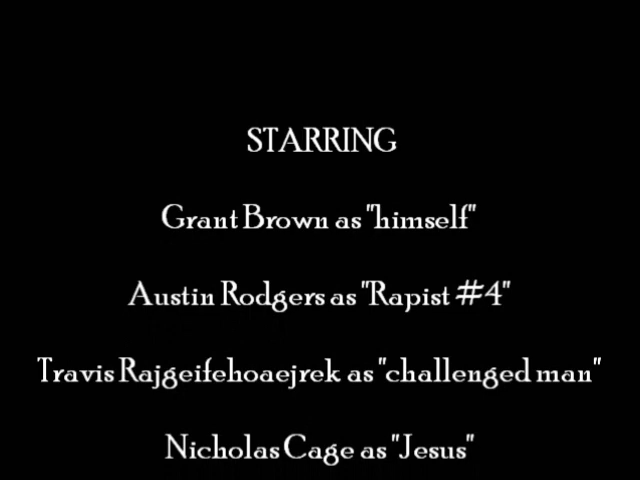 STARRING
Grant Brown as "himself"
Austin Rodgers as "Rapist #4"
Travis Rajgeifehoaejrek as "challenged man"
Nicholas Cage as "Jesus"